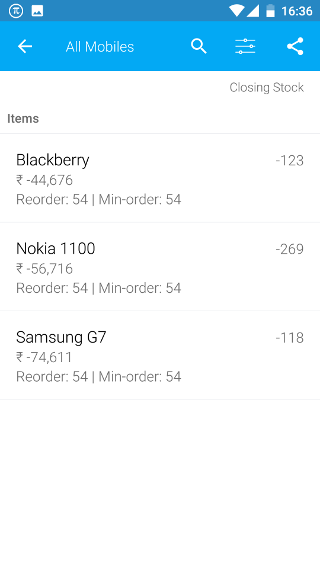 16:36
All Mobiles
Closing Stock
Items
Blackberry -123
₹ -44,676
Reorder: 54 | Min-order: 54
Nokia 1100 -269
₹ -56,716
Reorder: 54 | Min-order: 54
Samsung G7 -118
₹ -74,611
Reorder: 54 | Min-order: 54